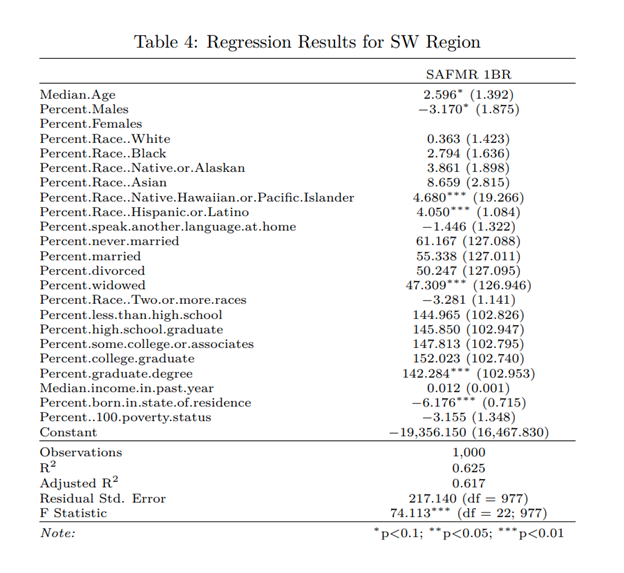 Table 4: Regression Results for SW Region
SAFMR 1BR
Median.Age 2.596* (1.392)
Percent.Males −3.170* (1.875)
Percent.Females
Percent.Race..White 0.363 (1.423)
Percent.Race..Black 2.794 (1.636)
Percent.Race..Native.or.Alaskan 3.861 (1.898)
Percent.Race..Asian 8.659 (2.815)
Percent.Race..Native.Hawaiian.or.Pacific.Islander 4.680*** (19.266)
Percent.Race..Hispanic.or.Latino 4.050*** (1.084)
Percent.speak.another.language.at.home −1.446 (1.322)
Percent.never.married 61.167 (127.088)
Percent.married 55.338 (127.011)
Percent.divorced 50.247 (127.095)
Percent.widowed 47.309*** (126.946)
Percent.Race..Two.or.more.races −3.281 (1.141)
Percent.less.than.high.school 144.965 (102.826)
Percent.high.school.graduate 145.850 (102.947)
Percent.some.college.or.associates 147.813 (102.795)
Percent.college.graduate 152.023 (102.740)
Percent.graduate.degree 142.284*** (102.953)
Median.income.in.past.year 0.012 (0.001)
Percent.born.in.state.of.residence −6.176*** (0.715)
Percent..100.poverty.status −3.155 (1.348)
Constant −19,356.150 (16,467.830)
Observations 1,000
R² 0.625
Adjusted R² 0.617
Residual Std. Error 217.140 (df = 977)
F Statistic 74.113*** (df = 22; 977)
Note: *p<0.1; **p<0.05; ***p<0.01